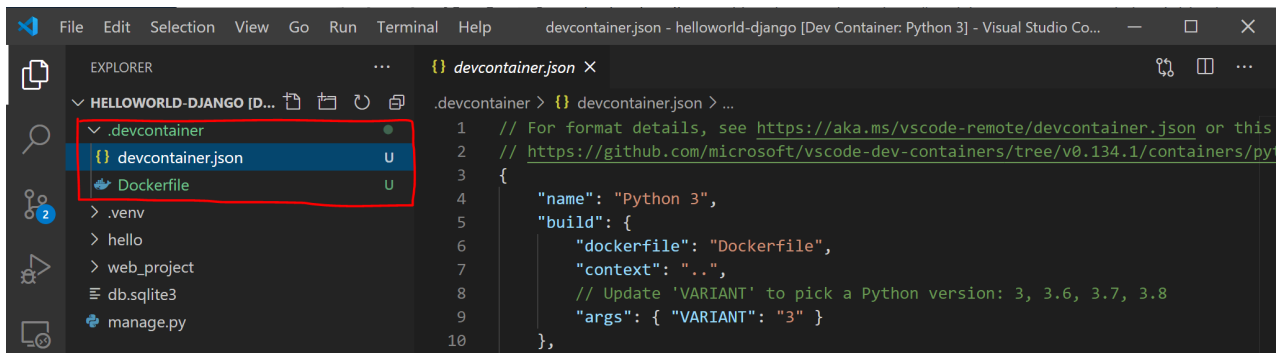 File Edit Selection View Go Run Terminal Help devcontainer.json - helloworld-django [Dev Container: Python 3] - Visual Studio Co...
EXPLORER
HELLOWORLD-DJANGO [D...
.devcontainer
devcontainer.json U
Dockerfile U
.venv
hello
web_project
db.sqlite3
manage.py
2
{} devcontainer.json
.devcontainer > {} devcontainer.json > ...
1 // For format details, see https://aka.ms/vscode-remote/devcontainer.json or this
2 // https://github.com/microsoft/vscode-dev-containers/tree/v0.134.1/containers/pyt
3 {
4 "name": "Python 3",
5 "build": {
6 "dockerfile": "Dockerfile",
7 "context": "..",
8 // Update 'VARIANT' to pick a Python version: 3, 3.6, 3.7, 3.8
9 "args": { "VARIANT": "3" }
10 },